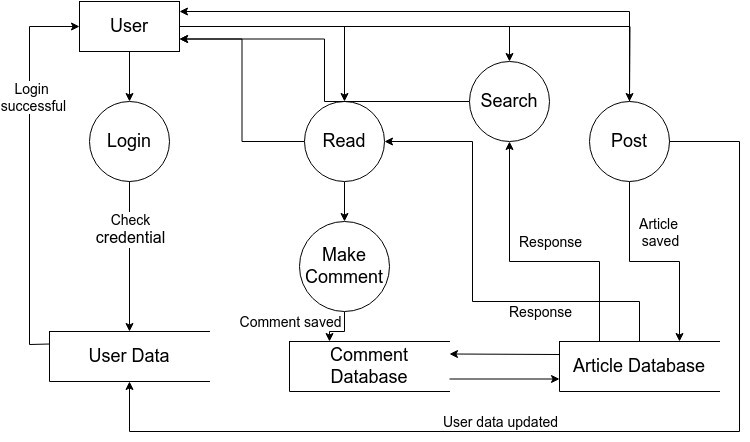 User
Login
successful
Login
Read
Search
Post
Check
credential
Make
Comment
Response
Article
saved
Comment saved
Response
User Data
Comment
Database
Article Database
User data updated